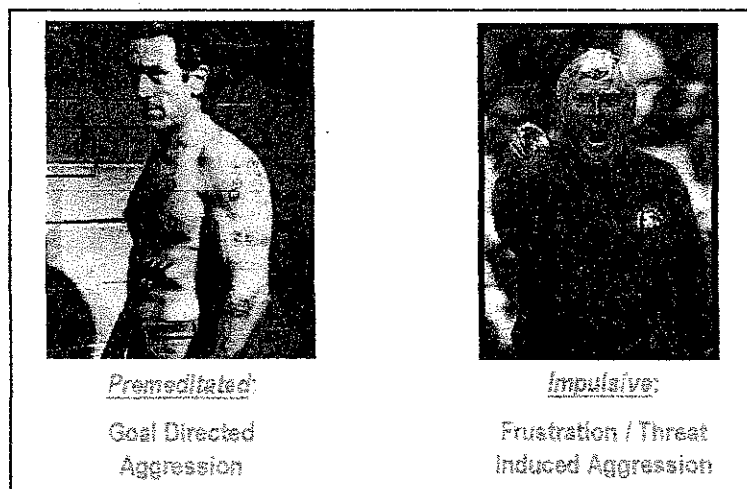 Premeditated:
Goal Directed
Aggression
Impulsive:
Frustration / Threat
Induced Aggression